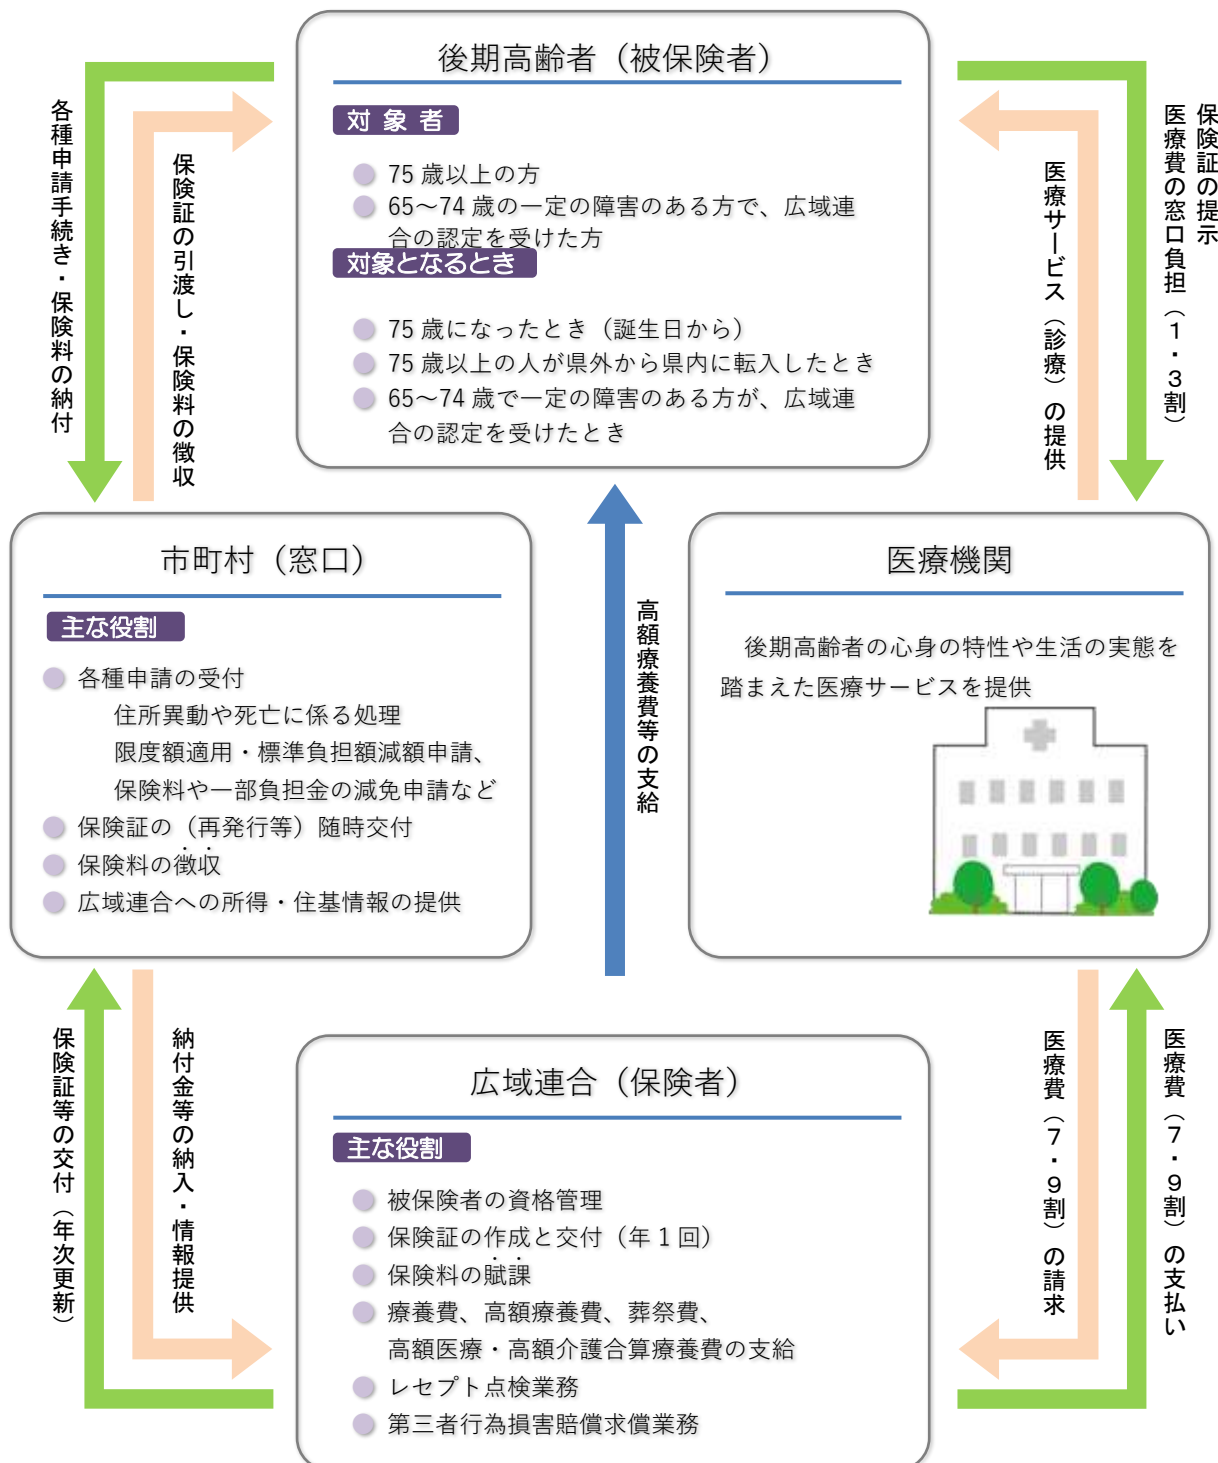 後期高齢者（被保険者）
対象者
75歳以上の方
65～74歳の一定の障害のある方で、広域連
合の認定を受けた方
対象となるとき
75歳になったとき（誕生日から）
75歳以上の人が県外から県内に転入したとき
65～74歳で一定の障害のある方が、広域連
合の認定を受けたとき
各種申請手続き・保険料の納付
保険証の引渡し・保険料の徴収
医療サービス（診療）の提供
保険証の提示
医療費の窓口負担（１・３割）
市町村（窓口）
主な役割
各種申請の受付
住所異動や死亡に係る処理
限度額適用・標準負担額減額申請、
保険料や一部負担金の減免申請など
保険証の（再発行等）随時交付
保険料の徴収
広域連合への所得・住基情報の提供
高額療養費等の支給
医療機関
後期高齢者の心身の特性や生活の実態を
踏まえた医療サービスを提供
保険証等の交付（年次更新）
納付金等の納入・情報提供
医療費（７・９割）の請求
医療費（７・９割）の支払い
広域連合（保険者）
主な役割
被保険者の資格管理
保険証の作成と交付（年１回）
保険料の賦課
療養費、高額療養費、葬祭費、
高額医療・高額介護合算療養費の支給
レセプト点検業務
第三者行為損害賠償求償業務